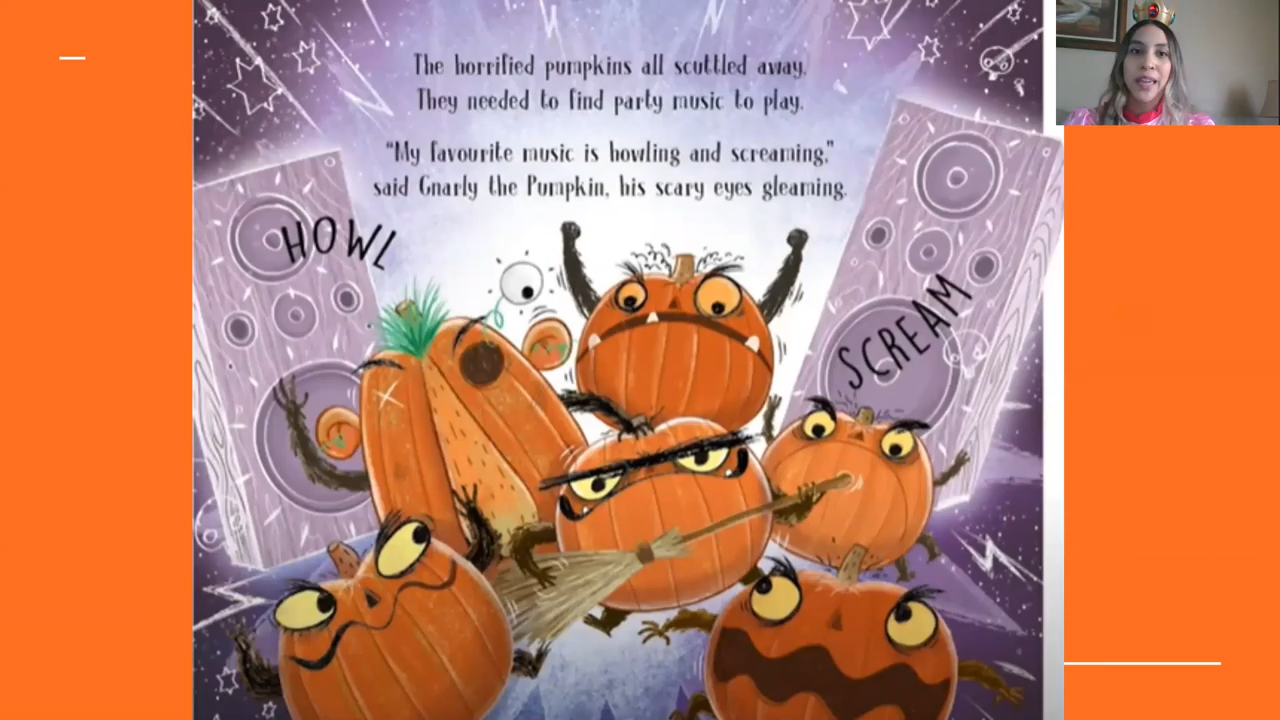 The horrified pumpkins all scuttled away.
They needed to find party music to play.
“My favourite music is howling and screaming,”
said Gnarly the Pumpkin, his scary eyes gleaming.
HOWL
SCREAM